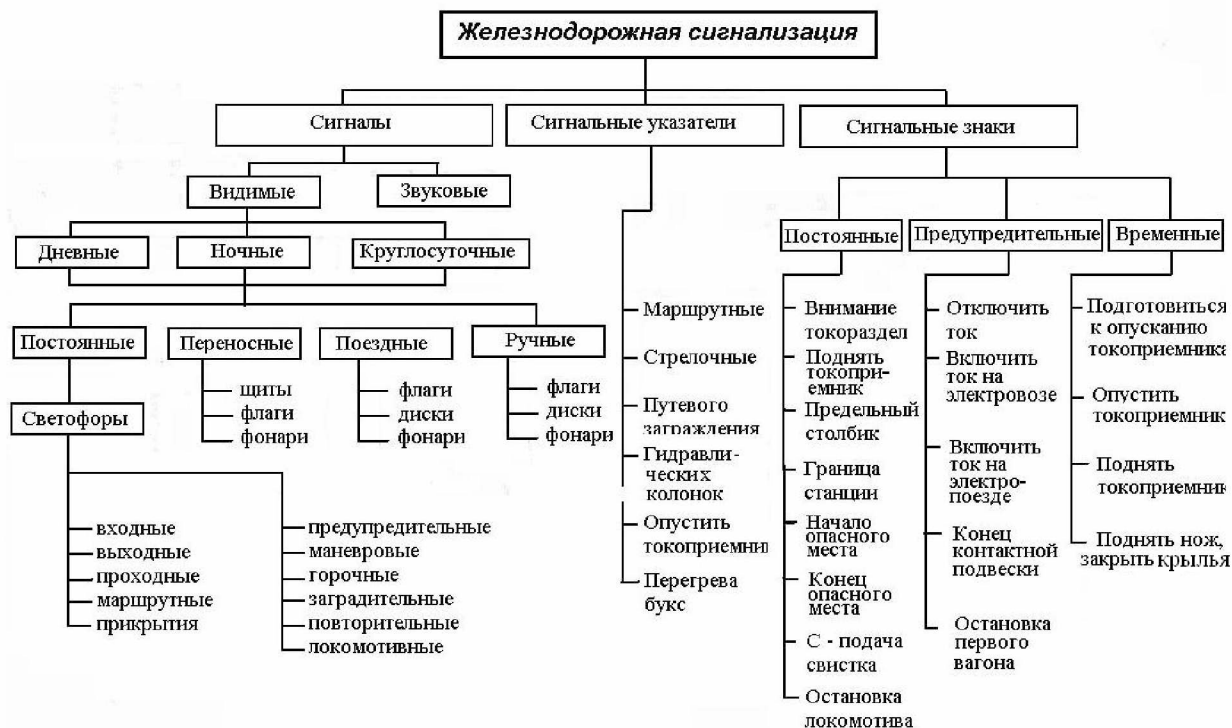 Железнодорожная сигнализация
Сигналы
Сигнальные указатели
Сигнальные знаки
Видимые
Звуковые
Дневные
Ночные
Круглосуточные
Постоянные
Переносные
Поездные
Ручные
щиты
флаги
фонари
флаги
диски
фонари
флаги
диски
фонари
Светофоры
входные
выходные
проходные
маршрутные
прикрытия
предупредительные
маневровые
горочные
заградительные
повторительные
локомотивные
Маршрутные
Стрелочные
Путевого
заграждения
Гидравли-
ческих
колонок
Опустить
токоприемни
Перегрева
букс
Постоянные
Предупредительные
Временные
Внимание
токораздел
Поднять
токопри-
емник
Предельный
столбик
Граница
станции
Начало
опасного
места
Конец
опасного
места
С - подача
свистка
Остановка
локомотива
Отключить
ток
Включить
ток на
электровозе
Включить
ток на
электро-
поезде
Конец
контактной
подвески
Остановка
первого
вагона
Подготовиться
к опусканию
токоприемника
Опустить
токоприемник
Поднять
токоприемник
Поднять нож,
закрыть крылья